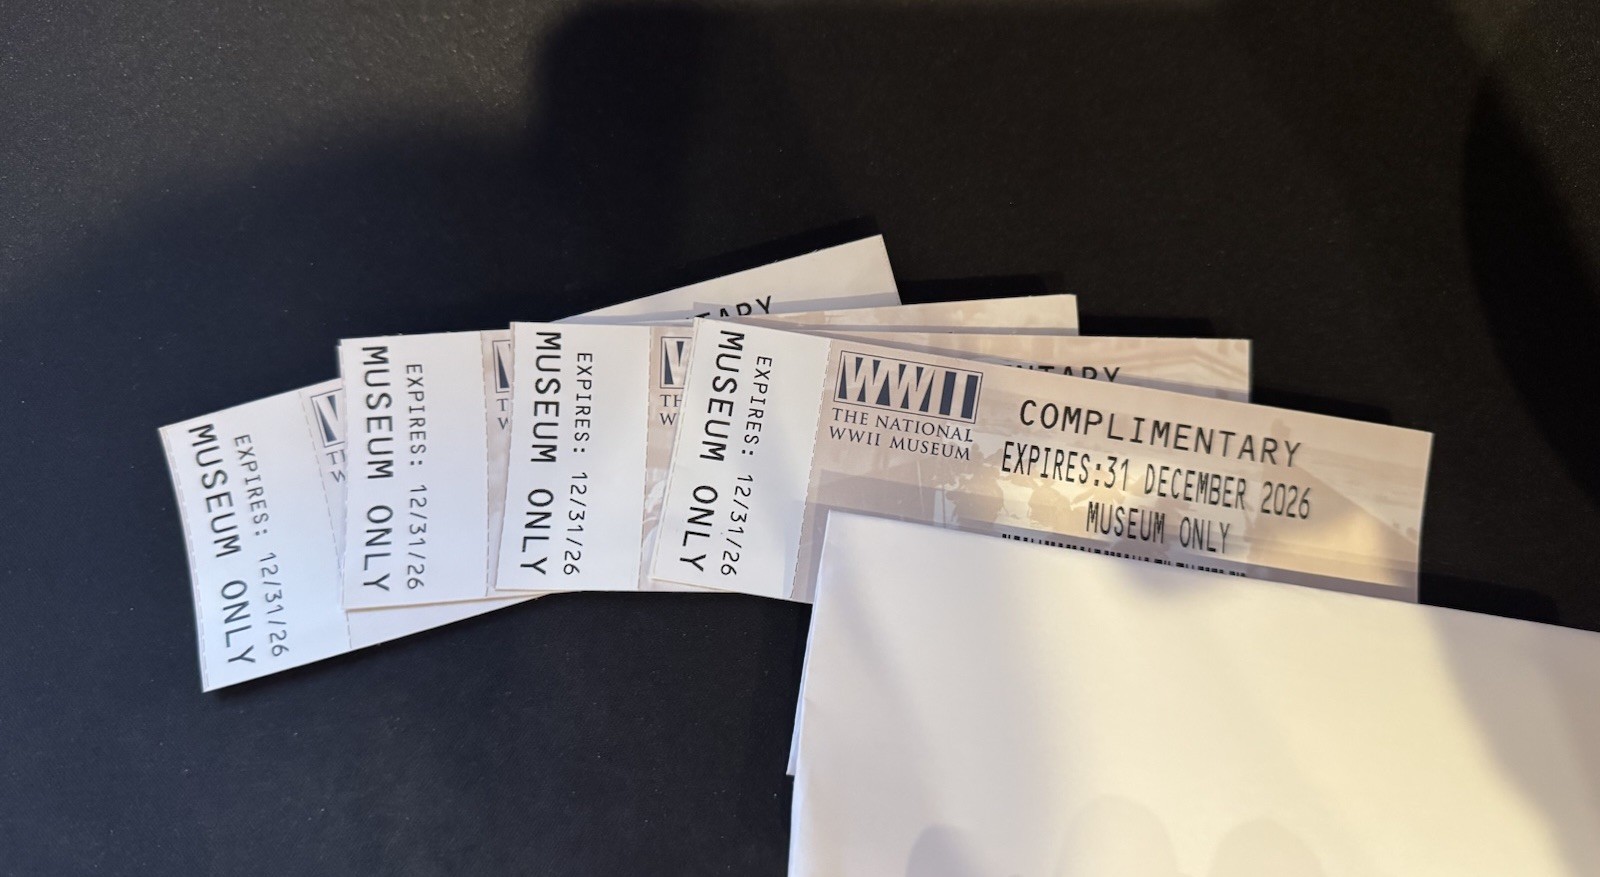 MUSEUM ONLY
EXPIRES: 12/31/26
MUSEUM ONLY
EXPIRES: 12/31/26
MUSEUM ONLY
EXPIRES: 12/31/26
MUSEUM ONLY
EXPIRES: 12/31/26
WWII
THE NATIONAL
WWII MUSEUM
COMPLIMENTARY
EXPIRES:31 DECEMBER 2026
MUSEUM ONLY